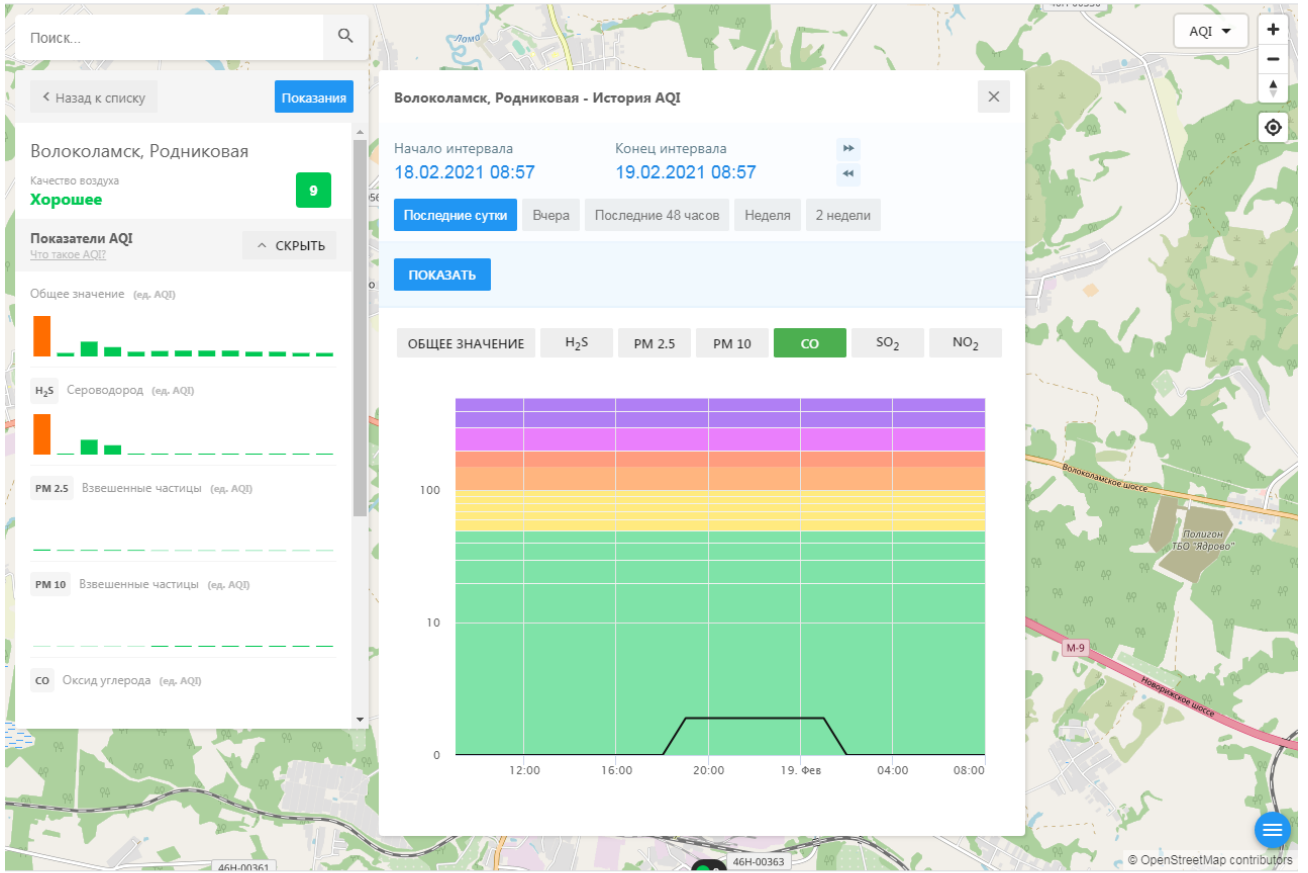 Поиск...
46H-00336
AQI
+
Ламо
−
Назад к списку
Показания
Волоколамск, Родниковая - История AQI
×
Волоколамск, Родниковая
Качество воздуха
Хорошее
9
Начало интервала
Конец интервала
18.02.2021 08:57
19.02.2021 08:57
Последние сутки
Вчера
Последние 48 часов
Неделя
2 недели
Показатели AQI
Что такое AQI?
СКРЫТЬ
ПОКАЗАТЬ
Общее значение (ед. AQI)
ОБЩЕЕ ЗНАЧЕНИЕ
H₂S
PM 2.5
PM 10
CO
SO₂
NO₂
H₂S Сероводород (ед. AQI)
PM 2.5 Взвешенные частицы (ед. AQI)
PM 10 Взвешенные частицы (ед. AQI)
CO Оксид углерода (ед. AQI)
100
10
0
12:00
16:00
20:00
19. Фев
04:00
08:00
Волоколамское шоссе
Полигон
ТБО "Ядрово"
М-9
Новорижское шоссе
46H-00361
46H-00363
© OpenStreetMap contributors